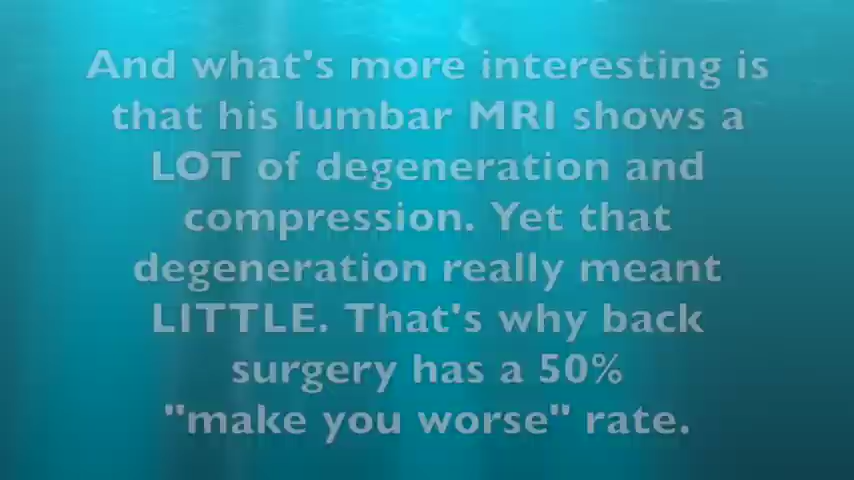 And what's more interesting is
that his lumbar MRI shows a
LOT of degeneration and
compression. Yet that
degeneration really meant
LITTLE. That's why back
surgery has a 50%
"make you worse" rate.